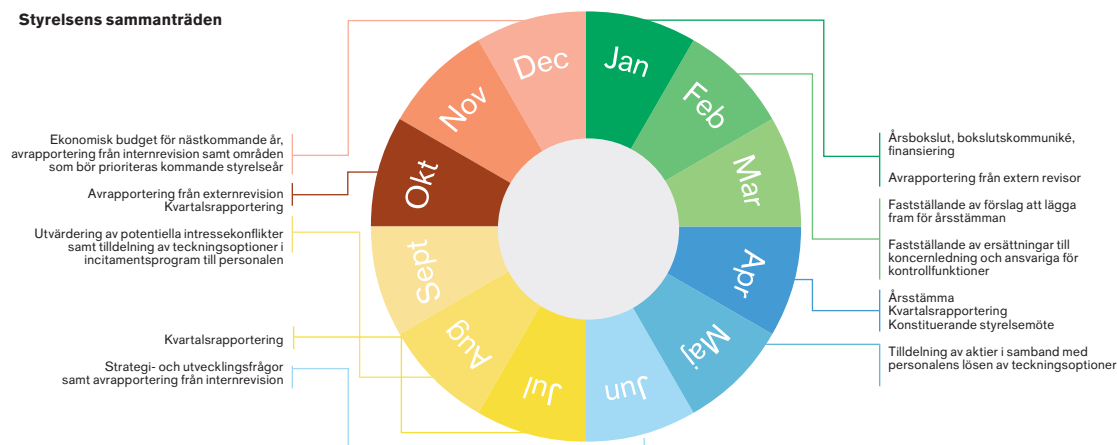 Styrelsens sammanträden
Jan
Feb
Mar
Apr
Maj
Jun
Jul
Aug
Sept
Okt
Nov
Dec
Årsbokslut, bokslutskommuniké,
finansiering
Avrapportering från extern revisor
Fastställande av förslag att lägga
fram för årsstämman
Fastställande av ersättningar till
koncernledning och ansvariga för
kontrollfunktioner
Årsstämma
Kvartalsrapportering
Konstituerande styrelsemöte
Tilldelning av aktier i samband med
personalens lösen av teckningsoptioner
Ekonomisk budget för nästkommande år,
avrapportering från internrevision samt områden
som bör prioriteras kommande styrelseår
Avrapportering från externrevision
Kvartalsrapportering
Utvärdering av potentiella intressekonflikter
samt tilldelning av teckningsoptioner i
incitamentsprogram till personalen
Kvartalsrapportering
Strategi- och utvecklingsfrågor
samt avrapportering från internrevision